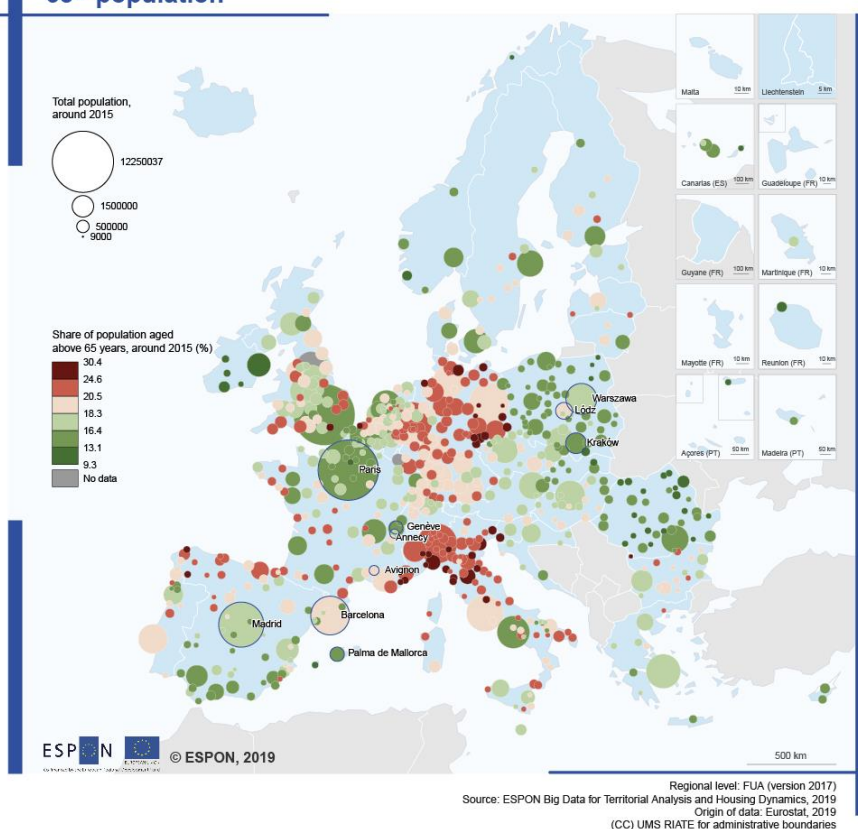 65+ population
Total population,
around 2015
12250037
1500000
500000
9000
Share of population aged
above 65 years, around 2015 (%)
30.4
24.6
20.5
18.3
16.4
13.1
9.3
No data
Malta
10 km
Liechtenstein
5 km
Canarias (ES)
100 km
Guadeloupe (FR)
10 km
Guyane (FR)
100 km
Martinique (FR)
10 km
Mayotte (FR)
10 km
Reunion (FR)
10 km
Açores (PT)
50 km
Madeira (PT)
50 km
Warszawa
Lódz
Kraków
Paris
Genève
Annecy
Avignon
Barcelona
Madrid
Palma de Mallorca
ESPON
© ESPON, 2019
500 km
Regional level: FUA (version 2017)
Source: ESPON Big Data for Territorial Analysis and Housing Dynamics, 2019
Origin of data: Eurostat, 2019
(CC) UMS RIATE for administrative boundaries